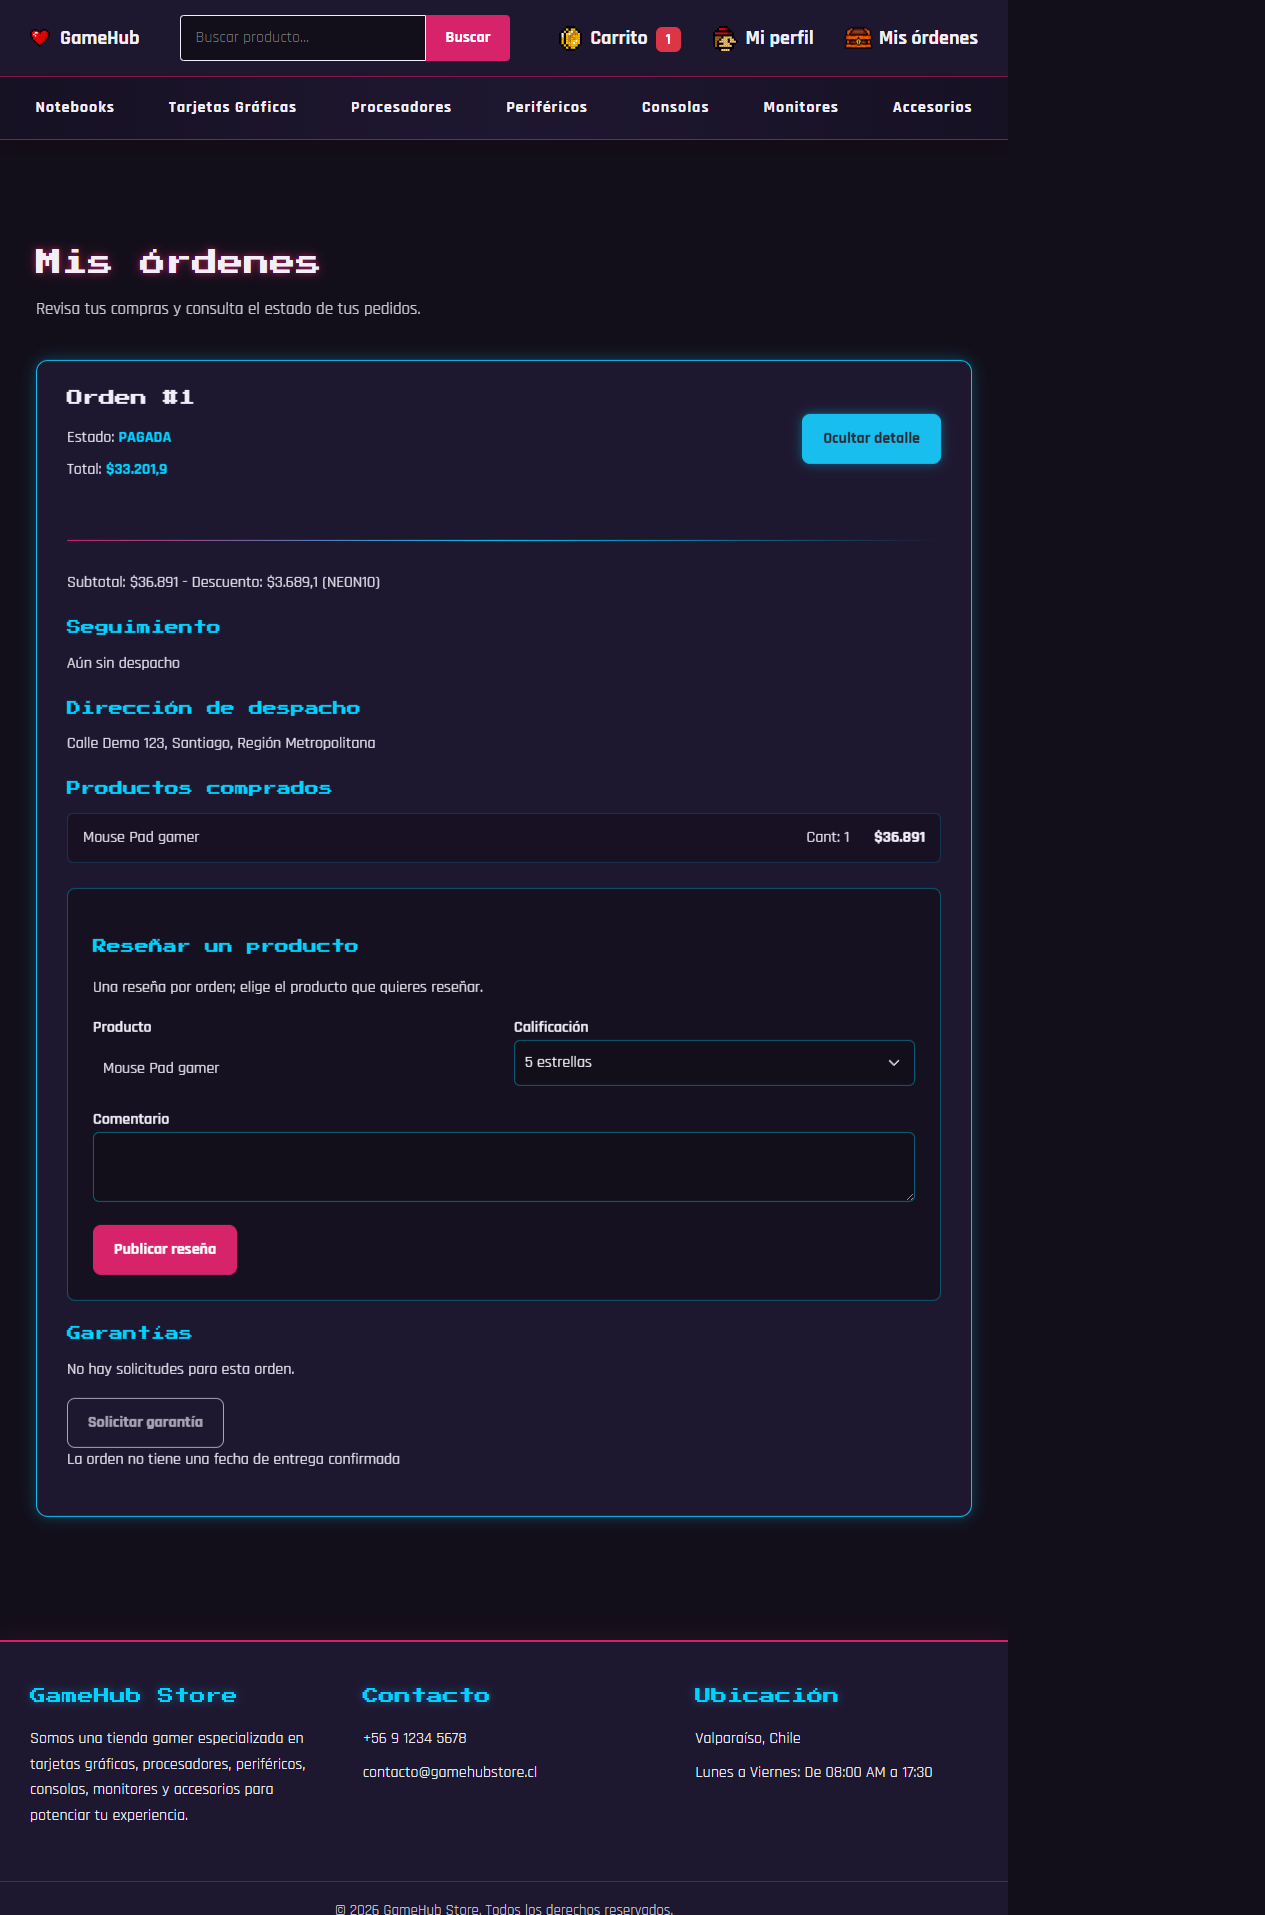 GameHub
Buscar producto...
Buscar
Carrito 1
Mi perfil
Mis órdenes
Notebooks
Tarjetas Gráficas
Procesadores
Periféricos
Consolas
Monitores
Accesorios
Mis órdenes
Revisa tus compras y consulta el estado de tus pedidos.
Orden #1
Estado: PAGADA
Total: $33.201,9
Ocultar detalle
Subtotal: $36.891 - Descuento: $3.689,1 (NEON10)
Seguimiento
Aún sin despacho
Dirección de despacho
Calle Demo 123, Santiago, Región Metropolitana
Productos comprados
Mouse Pad gamer
Cant: 1
$36.891
Reseñar un producto
Una reseña por orden; elige el producto que quieres reseñar.
Producto
Mouse Pad gamer
Calificación
5 estrellas
Comentario
Publicar reseña
Garantías
No hay solicitudes para esta orden.
Solicitar garantía
La orden no tiene una fecha de entrega confirmada
GameHub Store
Somos una tienda gamer especializada en
tarjetas gráficas, procesadores, periféricos,
consolas, monitores y accesorios para
potenciar tu experiencia.
Contacto
+56 9 1234 5678
contacto@gamehubstore.cl
Ubicación
Valparaíso, Chile
Lunes a Viernes: De 08:00 AM a 17:30
© 2026 GameHub Store. Todos los derechos reservados.